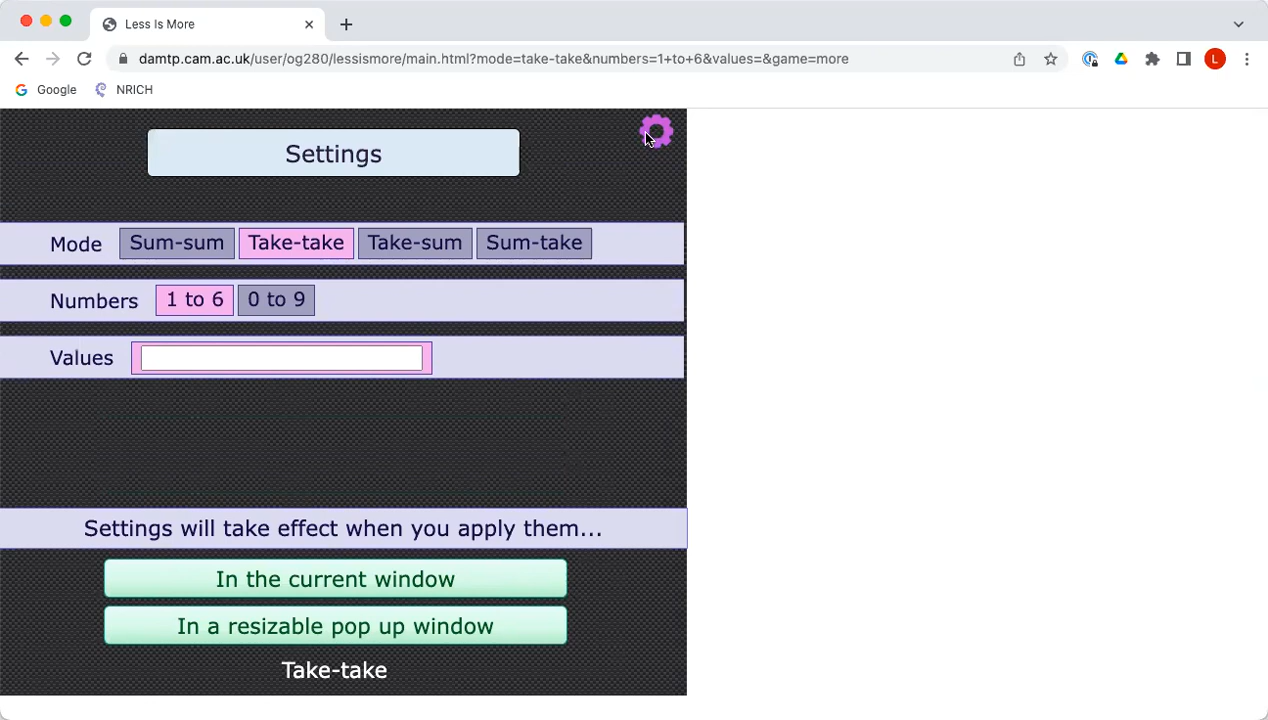 Less Is More
damtp.cam.ac.uk/user/og280/lessismore/main.html?mode=take-take&numbers=1+to+6&values=&game=more
L
Google NRICH
Settings
Mode Sum-sum Take-take Take-sum Sum-take
Numbers 1 to 6 0 to 9
Values
Settings will take effect when you apply them...
In the current window
In a resizable pop up window
Take-take